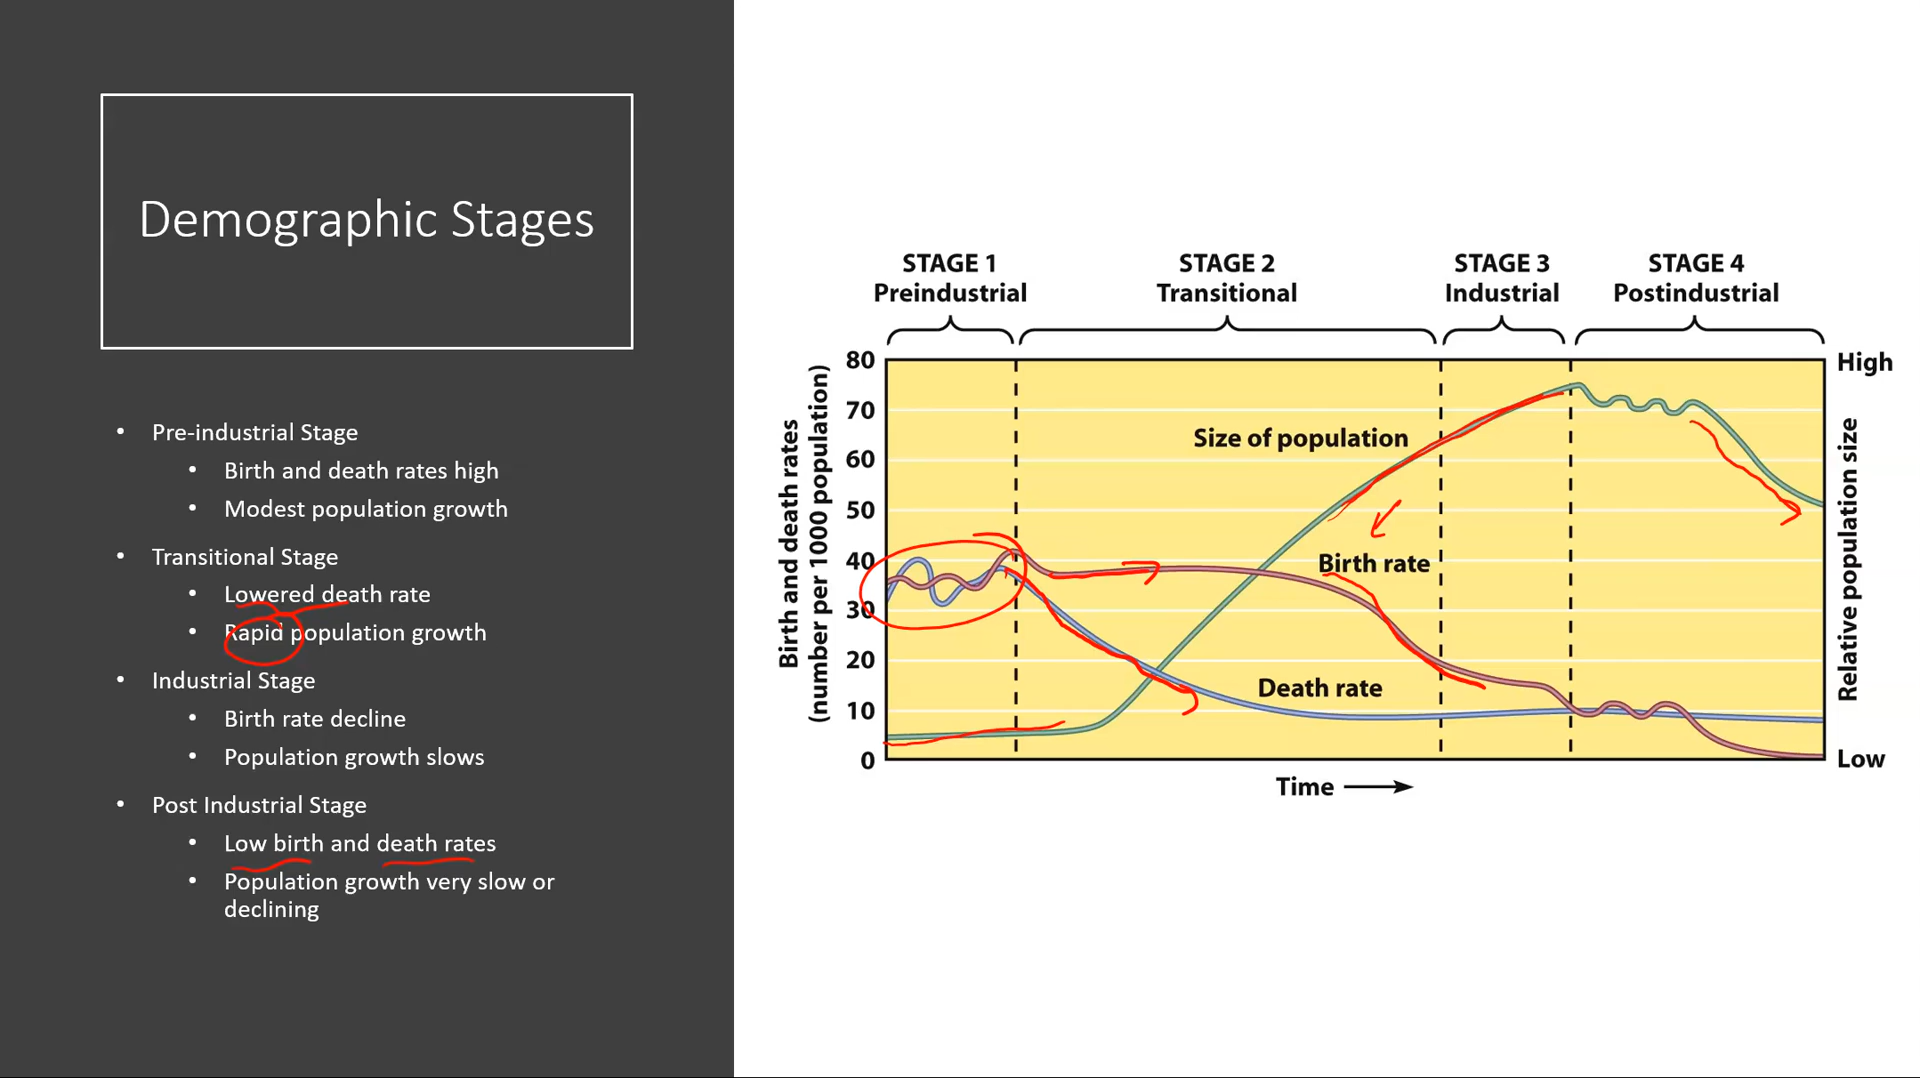 Demographic Stages
• Pre-industrial Stage
• Birth and death rates high
• Modest population growth
• Transitional Stage
• Lowered death rate
• Rapid population growth
• Industrial Stage
• Birth rate decline
• Population growth slows
• Post Industrial Stage
• Low birth and death rates
• Population growth very slow or
declining
STAGE 1
Preindustrial
STAGE 2
Transitional
STAGE 3
Industrial
STAGE 4
Postindustrial
Birth and death rates
(number per 1000 population)
80
70
60
50
40
30
20
10
0
Size of population
Birth rate
Death rate
High
Relative population size
Low
Time